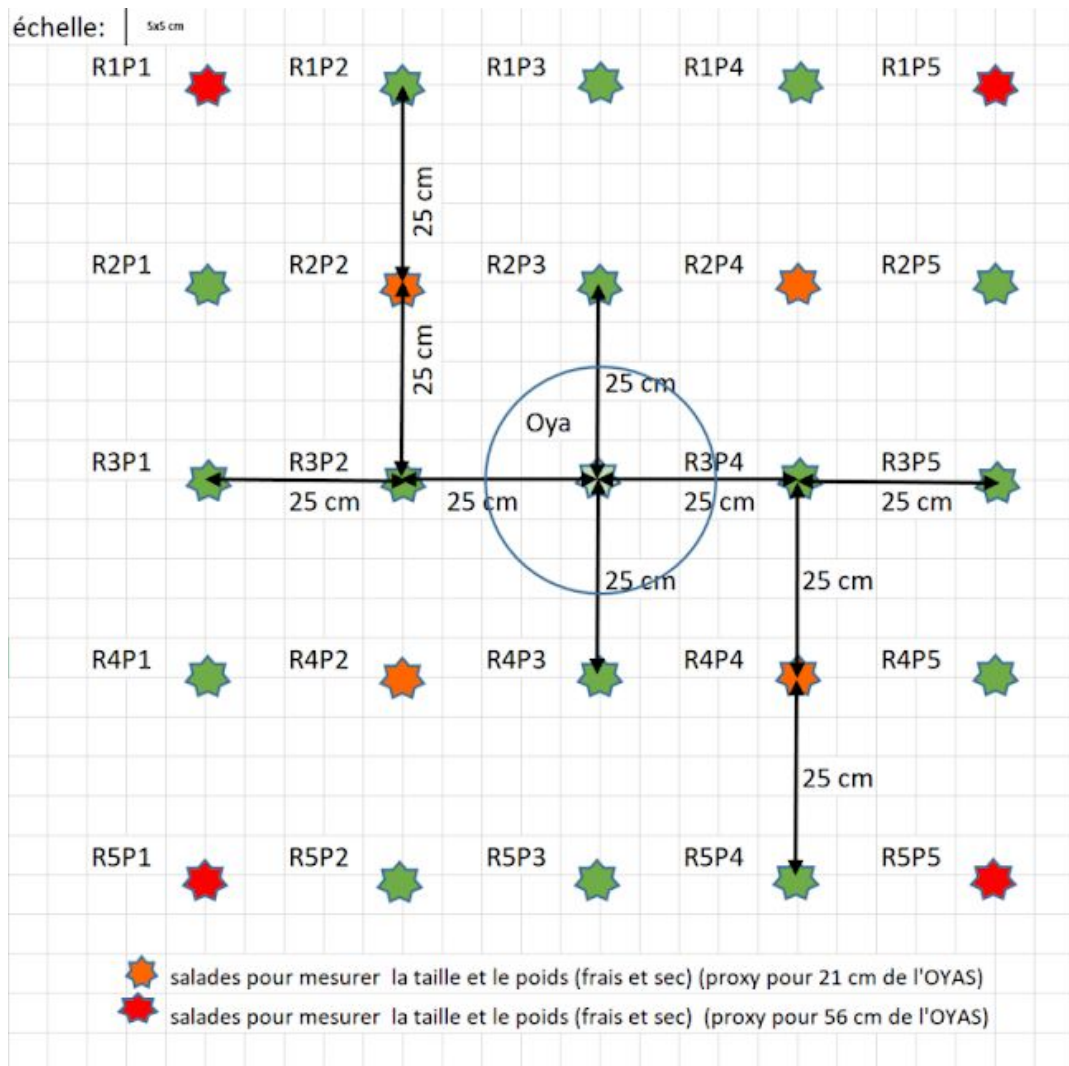 échelle: 5x5 cm
R1P1 R1P2 R1P3 R1P4 R1P5
25 cm
R2P1 R2P2 R2P3 R2P4 R2P5
25 cm
25 cm
Oya
R3P1 R3P2 R3P4 R3P5
25 cm 25 cm 25 cm 25 cm
25 cm 25 cm
R4P1 R4P2 R4P3 R4P4 R4P5
25 cm
R5P1 R5P2 R5P3 R5P4 R5P5
salades pour mesurer la taille et le poids (frais et sec) (proxy pour 21 cm de l'OYAS)
salades pour mesurer la taille et le poids (frais et sec) (proxy pour 56 cm de l'OYAS)